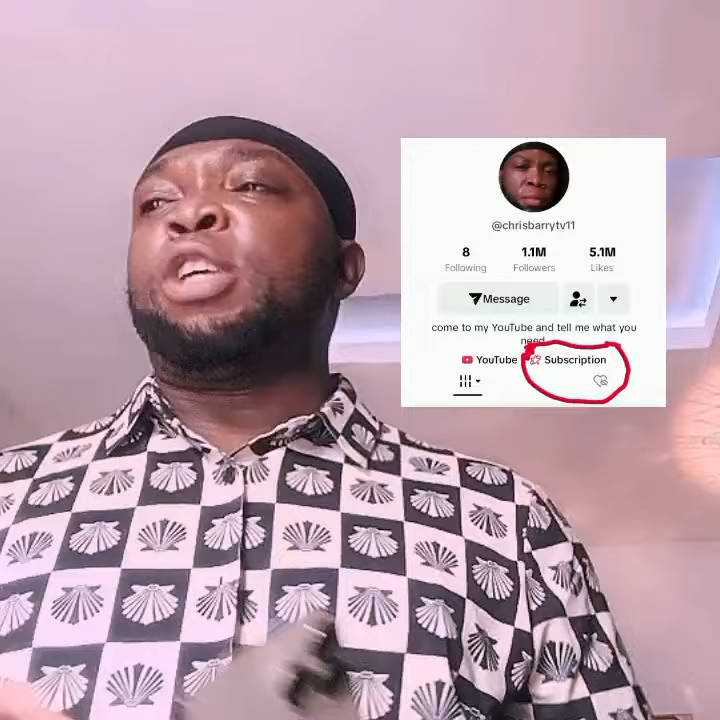 @chrisbarrytv11
8 1.1M 5.1M
Following Followers Likes
Message
come to my YouTube and tell me what you
need
YouTube Subscription